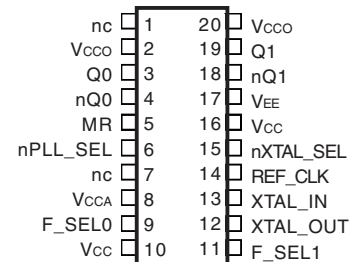 nc 1 20 VCCO
VCCO 2 19 Q1
Q0 3 18 nQ1
nQ0 4 17 VEE
MR 5 16 VCC
nPLL_SEL 6 15 nXTAL_SEL
nc 7 14 REF_CLK
VCCA 8 13 XTAL_IN
F_SEL0 9 12 XTAL_OUT
VCC 10 11 F_SEL1